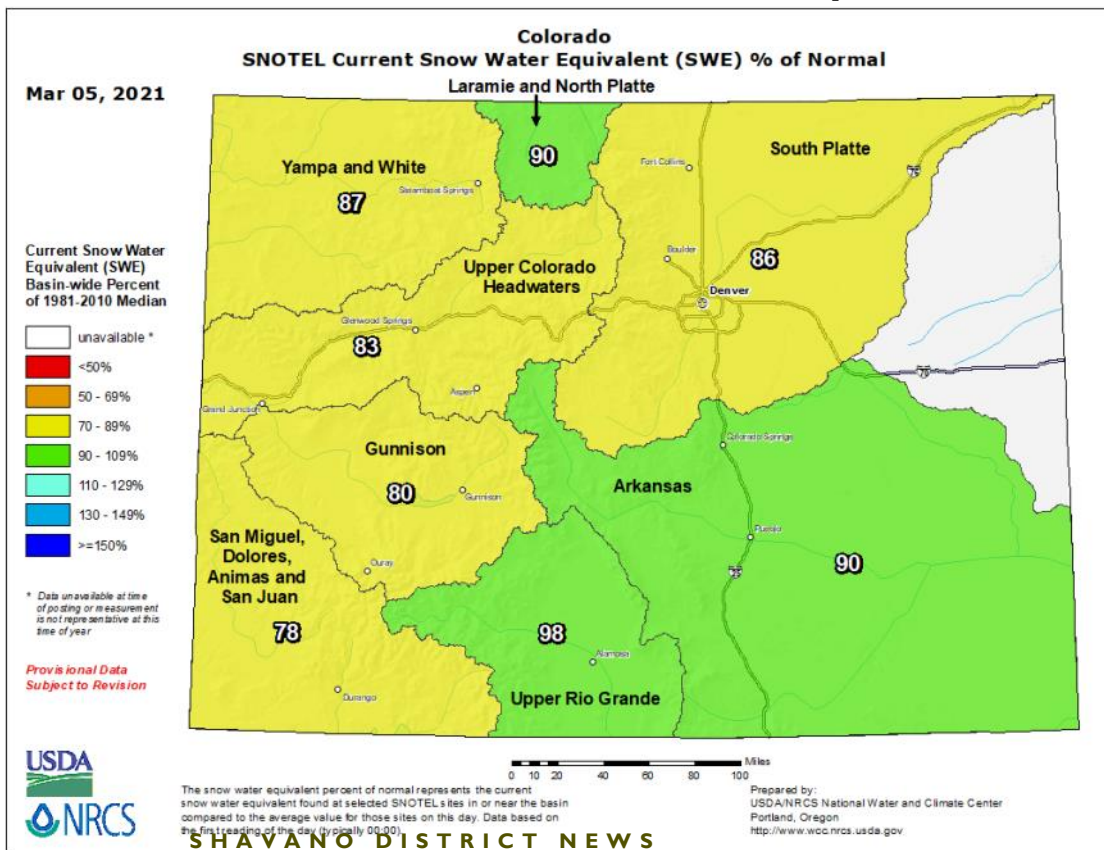 Colorado
SNOTEL Current Snow Water Equivalent (SWE) % of Normal
Mar 05, 2021
Laramie and North Platte
90
Yampa and White
87
Steamboat Springs
Fort Collins
South Platte
76
Boulder
86
Denver
Upper Colorado
Headwaters
Glenwood Springs
83
Aspen
Grand Junction
70
Colorado Springs
Gunnison
80
Gunnison
Arkansas
Pueblo
90
San Miguel,
Dolores,
Animas and
San Juan
78
Ouray
Durango
98
Alamosa
Upper Rio Grande
Current Snow Water
Equivalent (SWE)
Basin-wide Percent
of 1981-2010 Median
unavailable *
<50%
50 - 69%
70 - 89%
90 - 109%
110 - 129%
130 - 149%
>=150%
* Data unavailable at time
of posting or measurement
is not representative at this
time of year
Provisional Data
Subject to Revision
USDA
NRCS
Miles
0 10 20 40 60 80 100
The snow water equivalent percent of normal represents the current
snow water equivalent found at selected SNOTEL sites in or near the basin
compared to the average value for those sites on this day. Data based on
the first reading of the day (typically 00:00).
Prepared by:
USDA/NRCS National Water and Climate Center
Portland, Oregon
http://www.wcc.nrcs.usda.gov
SHAVANO DISTRICT NEWS